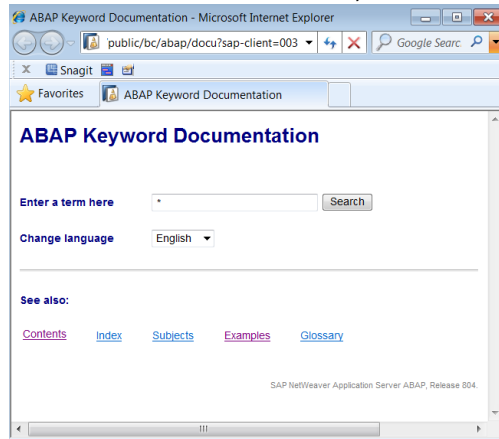 ABAP Keyword Documentation - Microsoft Internet Explorer
'public/bc/abap/docu?sap-client=003
Google Searc
x Snagit
Favorites ABAP Keyword Documentation
ABAP Keyword Documentation
Enter a term here * Search
Change language English
See also:
Contents Index Subjects Examples Glossary
SAP NetWeaver Application Server ABAP, Release 804.